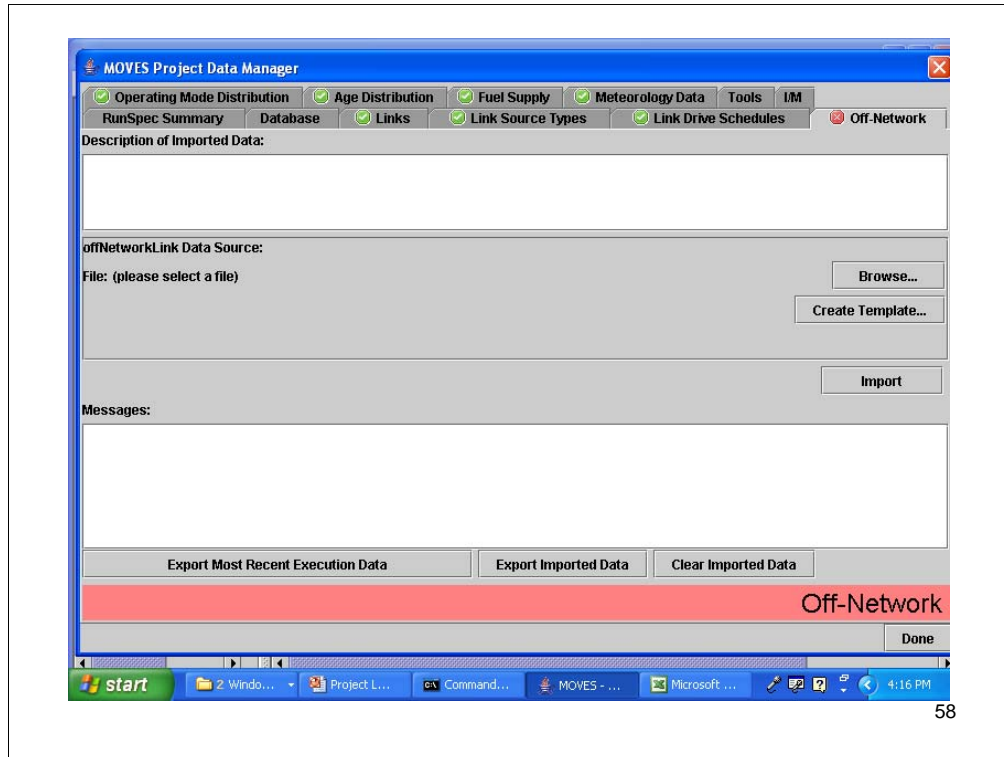 MOVES Project Data Manager
Operating Mode Distribution Age Distribution Fuel Supply Meteorology Data Tools I/M
RunSpec Summary Database Links Link Source Types Link Drive Schedules Off-Network
Description of Imported Data:
offNetworkLink Data Source:
File: (please select a file)
Browse...
Create Template...
Import
Messages:
Export Most Recent Execution Data Export Imported Data Clear Imported Data
Off-Network
Done
start 2 Windo... Project L... Command... MOVES - ... Microsoft ... 4:16 PM
58